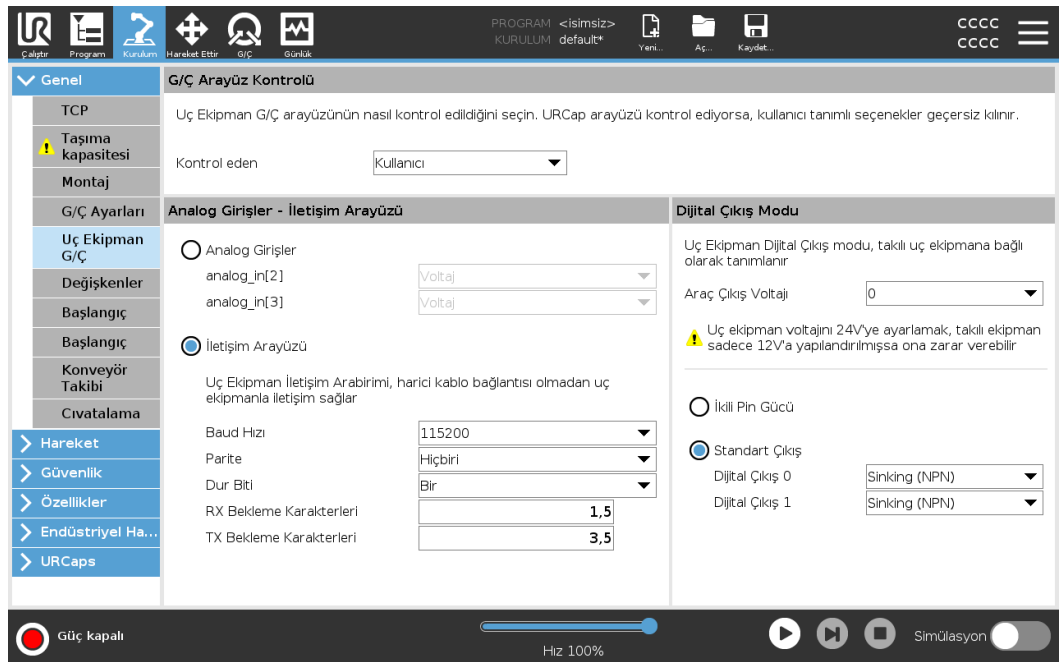 Çalıştır
Program
Kurulum
Hareket Ettir
G/Ç
Günlük
PROGRAM <isimsiz>
KURULUM default*
Yeni...
Aç...
Kaydet...
CCCC
CCCC
Genel
TCP
Taşıma
kapasitesi
Montaj
G/Ç Ayarları
Uç Ekipman
G/Ç
Değişkenler
Başlangıç
Başlangıç
Konveyör
Takibi
Cıvatalama
Hareket
Güvenlik
Özellikler
Endüstriyel Ha...
URCaps
G/Ç Arayüz Kontrolü
Uç Ekipman G/Ç arayüzünün nasıl kontrol edildiğini seçin. URCap arayüzü kontrol ediyorsa, kullanıcı tanımlı seçenekler geçersiz kılınır.
Kontrol eden Kullanıcı
Analog Girişler - İletişim Arayüzü
Analog Girişler
analog_in[2] Voltaj
analog_in[3] Voltaj
İletişim Arayüzü
Uç Ekipman İletişim Arabirimi, harici kablo bağlantısı olmadan uç
ekipmanla iletişim sağlar
Baud Hızı 115200
Parite Hiçbiri
Dur Biti Bir
RX Bekleme Karakterleri 1,5
TX Bekleme Karakterleri 3,5
Dijital Çıkış Modu
Uç Ekipman Dijital Çıkış modu, takılı uç ekipmana bağlı
olarak tanımlanır
Araç Çıkış Voltajı 0
Uç ekipman voltajını 24V'ye ayarlamak, takılı ekipman
sadece 12V'a yapılandırılmışsa ona zarar verebilir
İkili Pin Gücü
Standart Çıkış
Dijital Çıkış 0 Sinking (NPN)
Dijital Çıkış 1 Sinking (NPN)
Güç kapalı
Hız 100%
Simülasyon